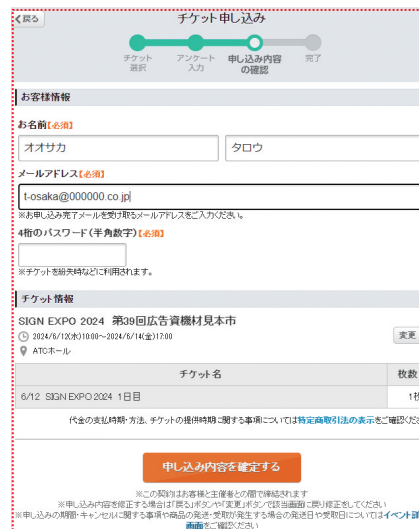 戻る
チケット申し込み
チケット
選択
アンケート
入力
申し込み内容
の確認
完了
お客様情報
お名前【必須】
オオサカ タロウ
メールアドレス【必須】
t-osaka@000000.co.jp
※お申し込み完了メールを受け取るメールアドレスをご入力ください。
4桁のパスワード(半角数字)【必須】
※チケットを紛失時などに利用されます。
チケット情報
SIGN EXPO 2024 第39回広告資機材見本市
2024/6/12(水)10:00～2024/6/14(金)17:00
変更
ATCホール
チケット名 枚数
6/12 SIGN EXPO 2024 1日目 1枚
代金の支払時期・方法、チケットの提供時期に関する事項については特定商取引法の表示をご確認くだ
申し込み内容を確定する
※この契約はお客様と主催者との間で締結されます
※申し込み内容を修正する場合は「戻る」ボタンや「変更」ボタンで該当画面に戻り修正をしてください
※申し込みの期間・キャンセルに関する事項や商品の発送・受取が発生する場合の発送日や受取日についてはイベント詳
画面をご確認ください